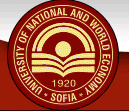 UNIVERSITY OF NATIONAL AND WORLD ECONOMY
1920
· SOFIA ·